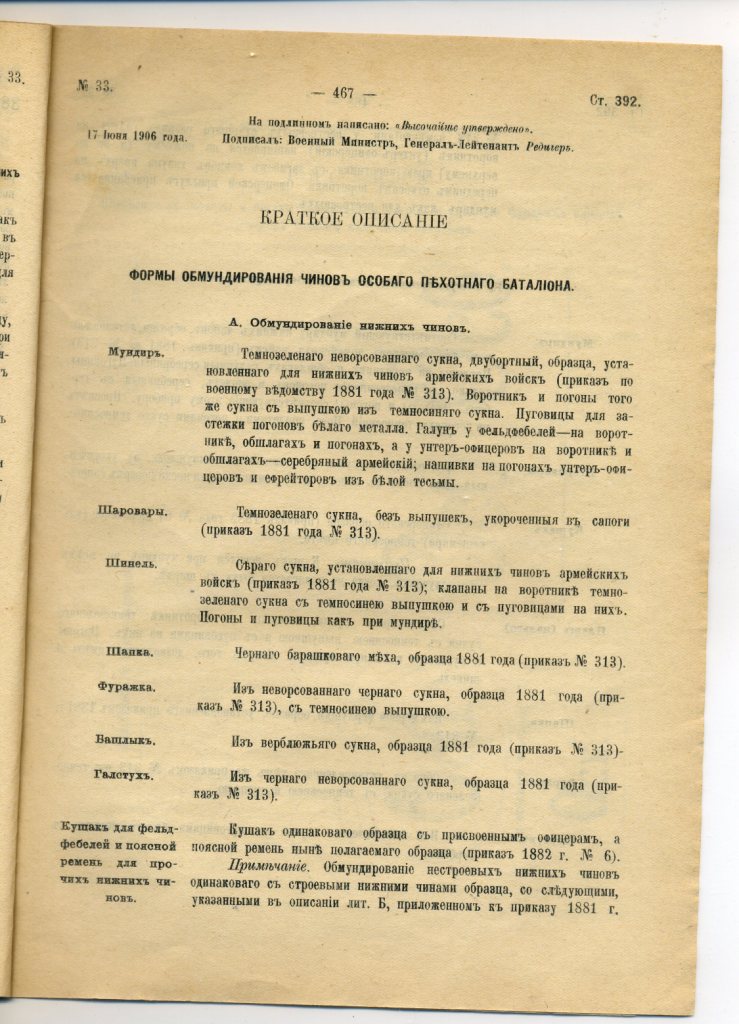 № 33.
— 467 —
Ст. 392.
17 Іюня 1906 года.
На подлинномъ написано: «Высочайше утверждено».
Подписалъ: Военный Министръ, Генералъ-Лейтенантъ Редигеръ.
КРАТКОЕ ОПИСАНІЕ
ФОРМЫ ОБМУНДИРОВАНІЯ ЧИНОВЪ ОСОБАГО ПѢХОТНАГО БАТАЛІОНА.
А. Обмундированіе нижнихъ чиновъ.
Мундиръ.
Темнозеленаго неворсованнаго сукна, двубортный, образца, уста-
новленнаго для нижнихъ чиновъ армейскихъ войскъ (приказъ по
военному вѣдомству 1881 года № 313). Воротникъ и погоны того
же сукна съ выпушкою изъ темносиняго сукна. Пуговицы для за-
стежки погоновъ бѣлаго металла. Галунъ у фельдфебелей—на ворот-
никѣ, обшлагахъ и погонахъ, а у унтеръ-офицеровъ на воротникѣ и
обшлагахъ—серебряный армейскій; нашивки на погонахъ унтеръ-офи-
церовъ и ефрейторовъ изъ бѣлой тесьмы.
Шаровары.
Темнозеленаго сукна, безъ выпушекъ, укороченныя въ сапоги
(приказъ 1881 года № 313).
Шинель.
Сѣраго сукна, установленнаго для нижнихъ чиновъ армейскихъ
войскъ (приказъ 1881 года № 313); клапаны на воротникѣ темно-
зеленаго сукна съ темносинею выпушкою и съ пуговицами на нихъ.
Погоны и пуговицы какъ при мундирѣ.
Шапка.
Чернаго барашковаго мѣха, образца 1881 года (приказъ № 313).
Фуражка.
Изъ неворсованнаго чернаго сукна, образца 1881 года (при-
казъ № 313), съ темносинею выпушкою.
Башлыкъ.
Изъ верблюжьяго сукна, образца 1881 года (приказъ № 313)-
Галстухъ.
Изъ чернаго неворсованнаго сукна, образца 1881 года (при-
казъ № 313).
Кушакъ для фельд-
фебелей и поясной
ремень для про-
чихъ нижнихъ чи-
новъ.
Кушакъ одинаковаго образца съ присвоеннымъ офицерамъ, а
поясной ремень нынѣ полагаемаго образца (приказъ 1882 г. № 6).
Примѣчаніе. Обмундированіе нестроевыхъ нижнихъ чиновъ
одинаковаго съ строевыми нижними чинами образца, со слѣдующими,
указанными въ описаніи лит. Б, приложенномъ къ приказу 1881 г.